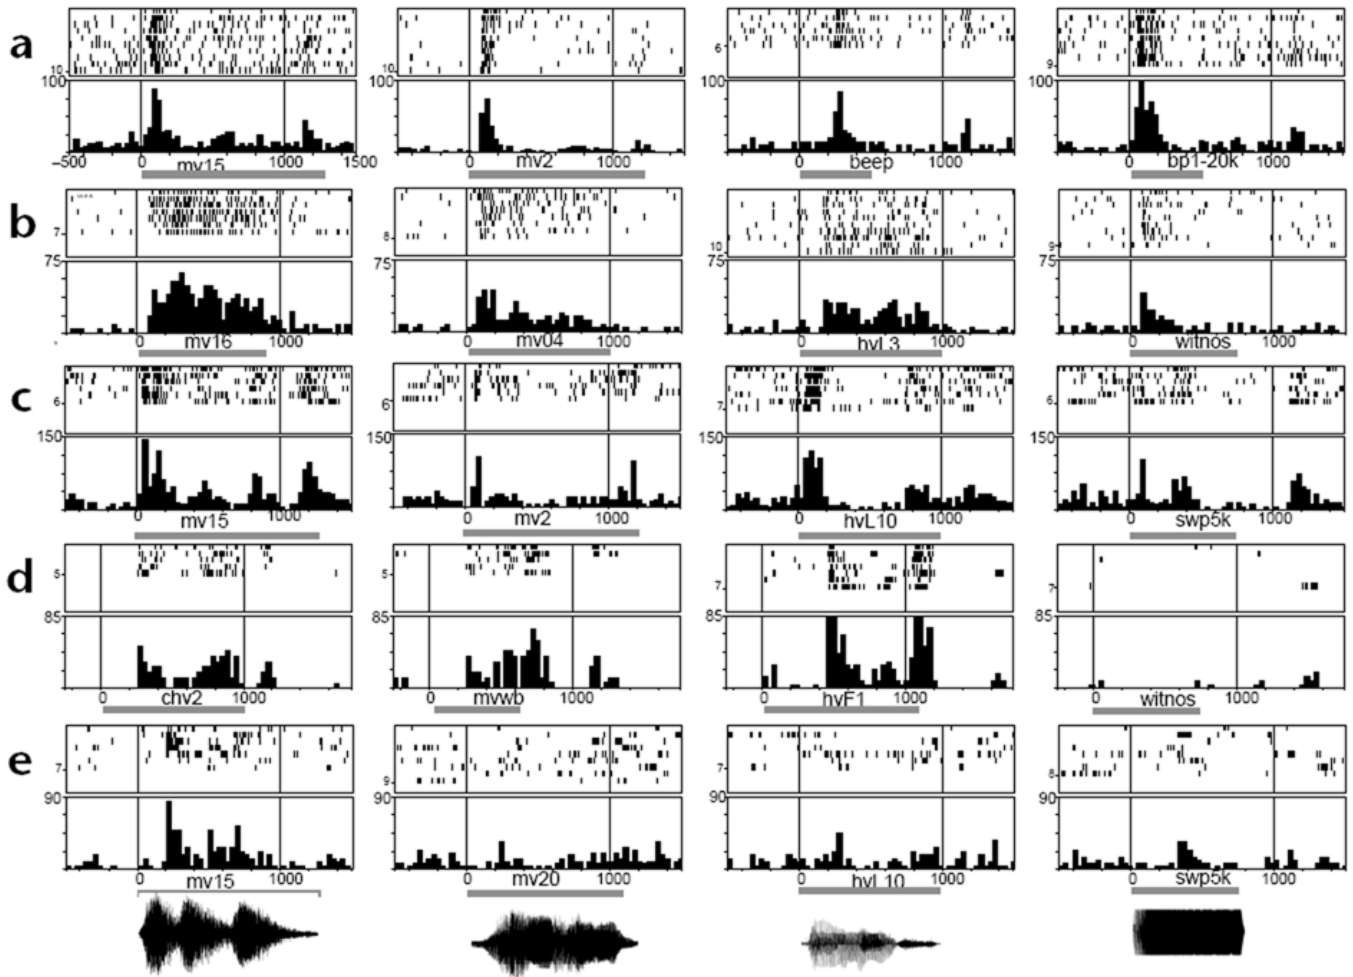 a
10 10 6 9
100 100 100 100
-500 0 1000 1500 0 1000 0 1000 0 1000
mv15 mv2 beep bp1-20k
b
7 8 10 9
75 75 75 75
0 1000 0 1000 0 1000 0 1000
mv16 mv04 hvL3 witnos
c
6 6 7 6
150 150 150 150
0 1000 0 1000 0 1000 0 1000
mv15 mv2 hvL10 swp5k
d
5 5 7 7
85 85 85 85
0 1000 0 1000 0 1000 0 1000
chv2 mvwb hvF1 witnos
e
7 9 7 8
90 90 90 90
0 1000 0 1000 0 1000 0 1000
mv15 mv20 hvL10 swp5k